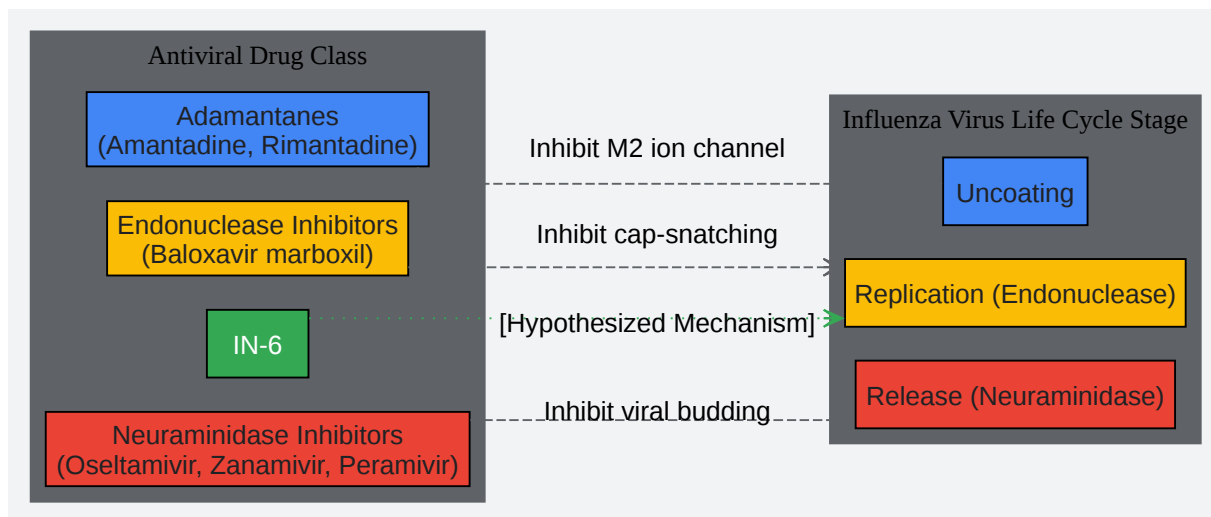 Antiviral Drug Class
Adamantanes
(Amantadine, Rimantadine)
Endonuclease Inhibitors
(Baloxavir marboxil)
IN-6
Neuraminidase Inhibitors
(Oseltamivir, Zanamivir, Peramivir)
Inhibit M2 ion channel
Inhibit cap-snatching
[Hypothesized Mechanism]
Inhibit viral budding
Influenza Virus Life Cycle Stage
Uncoating
Replication (Endonuclease)
Release (Neuraminidase)